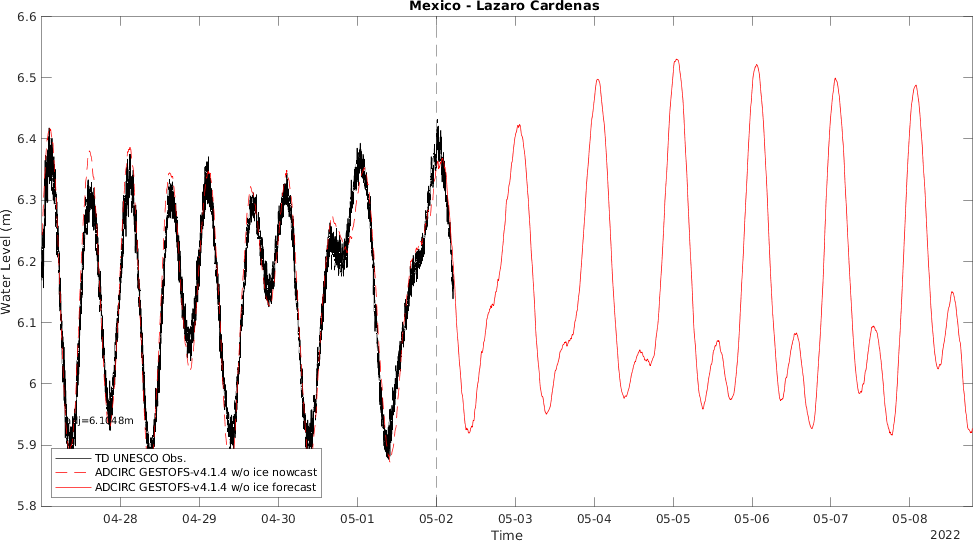 Mexico - Lazaro Cardenas
6.6
6.5
6.4
6.3
6.2
6.1
6
5.9
5.8
Water Level (m)
=6.1048m
TD UNESCO Obs.
ADCIRC GESTOFS-v4.1.4 w/o ice nowcast
ADCIRC GESTOFS-v4.1.4 w/o ice forecast
04-28 04-29 04-30 05-01 05-02 05-03 05-04 05-05 05-06 05-07 05-08
Time
2022